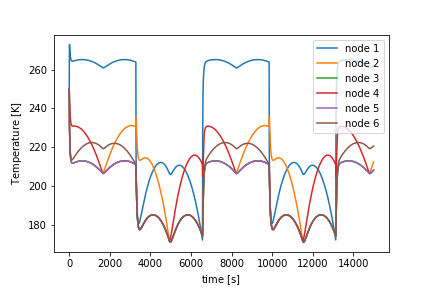 node 1
node 2
node 3
node 4
node 5
node 6
Temperature [K]
260
240
220
200
180
0 2000 4000 6000 8000 10000 12000 14000
time [s]